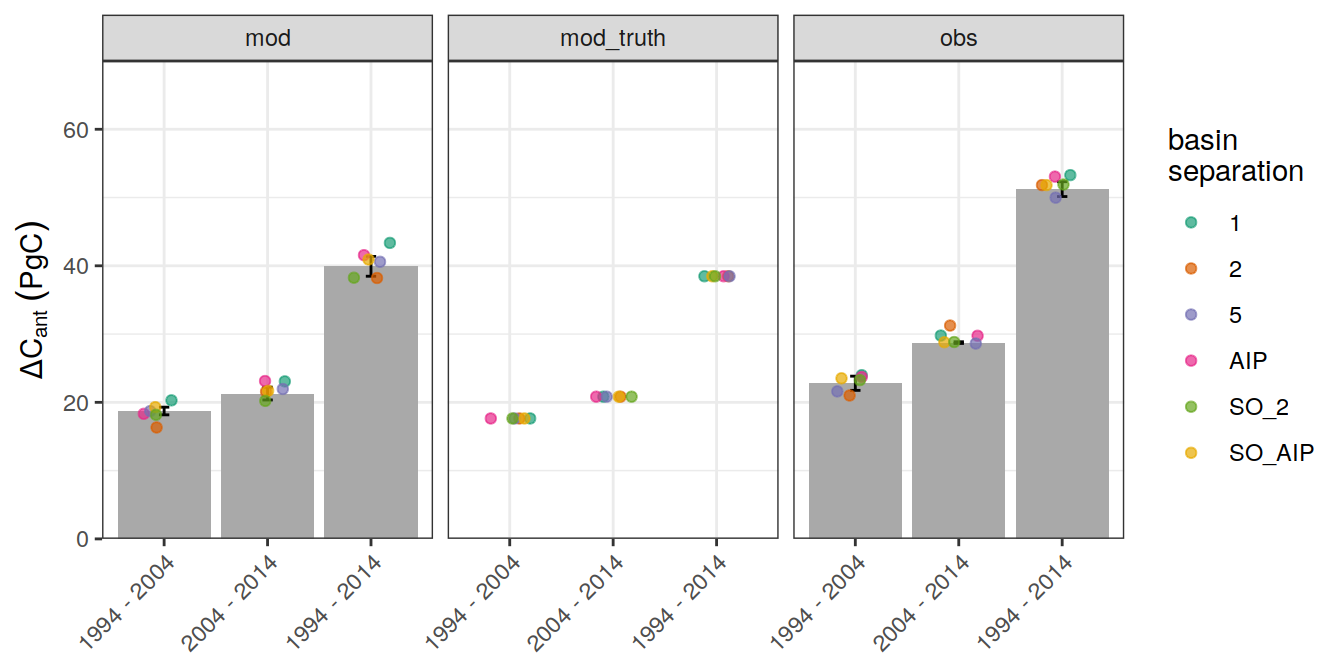 mod
mod_truth
obs
ΔCant (PgC)
60
40
20
0
1994 - 2004
2004 - 2014
1994 - 2014
1994 - 2004
2004 - 2014
1994 - 2014
1994 - 2004
2004 - 2014
1994 - 2014
basin
separation
1
2
5
AIP
SO_2
SO_AIP